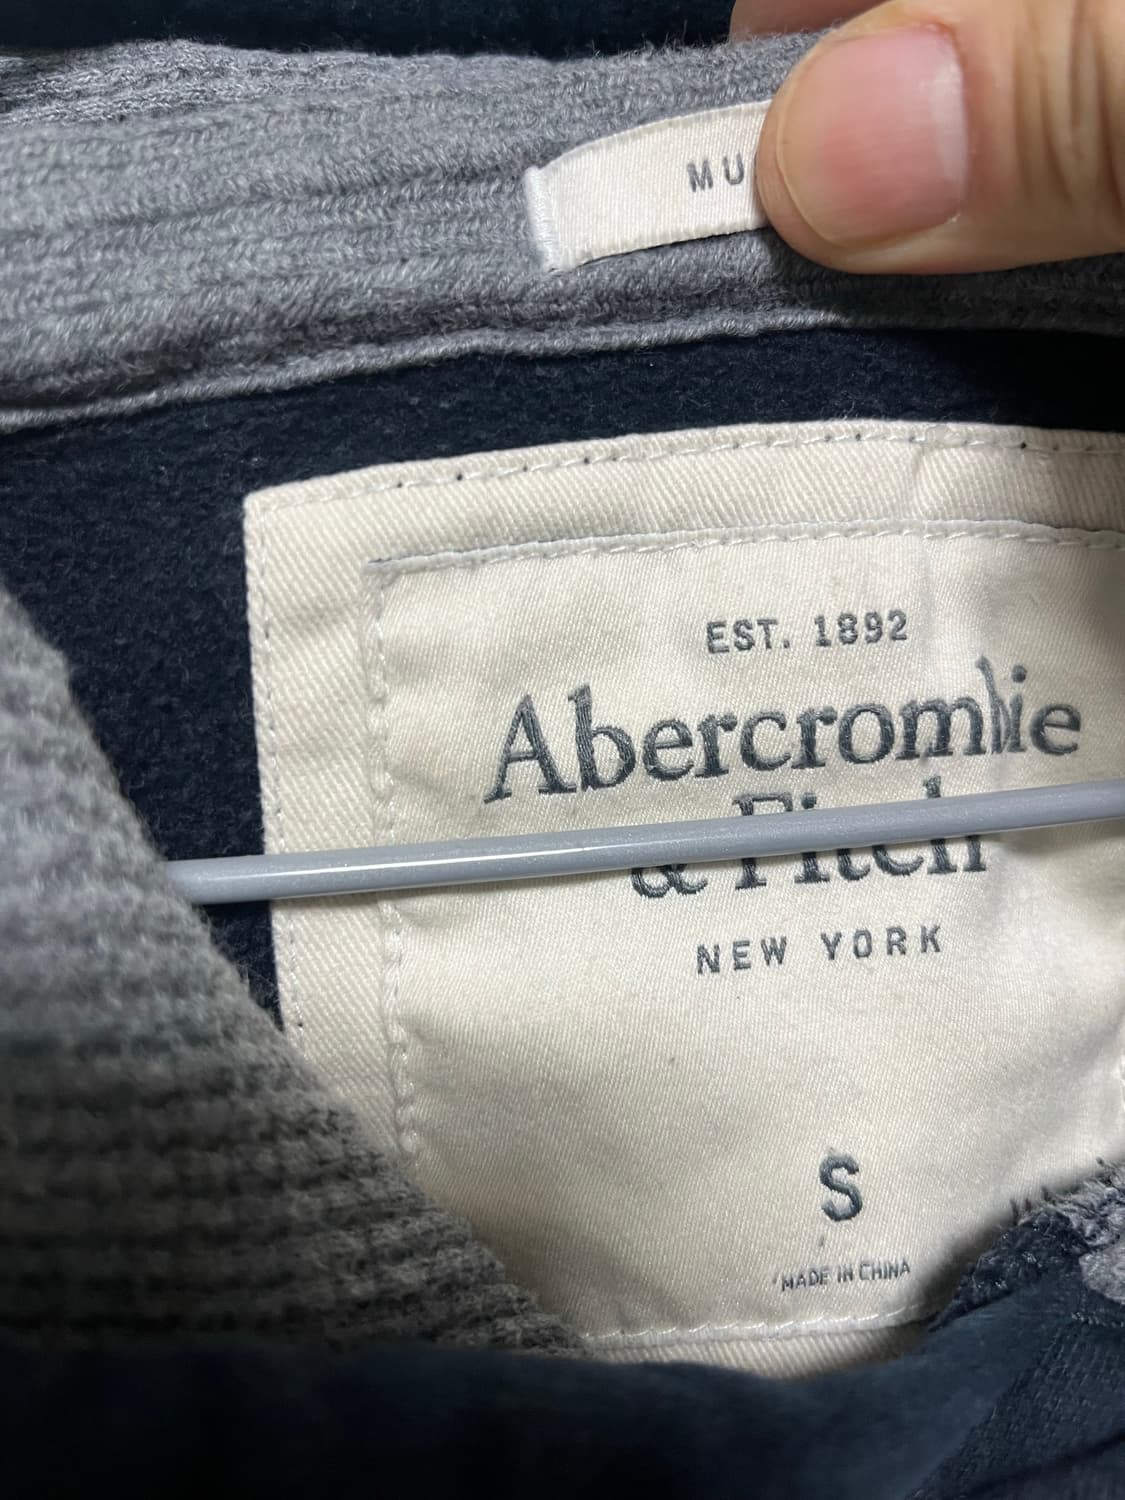 MU
EST. 1892
Abercrombie
& Fitch
NEW YORK
S
MADE IN CHINA